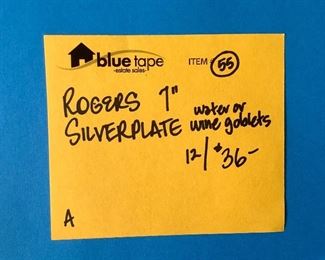 blue tape
-estate sales-
ITEM 55
ROGERS 7" water or
SILVERPLATE wine goblets
12/$36-
A